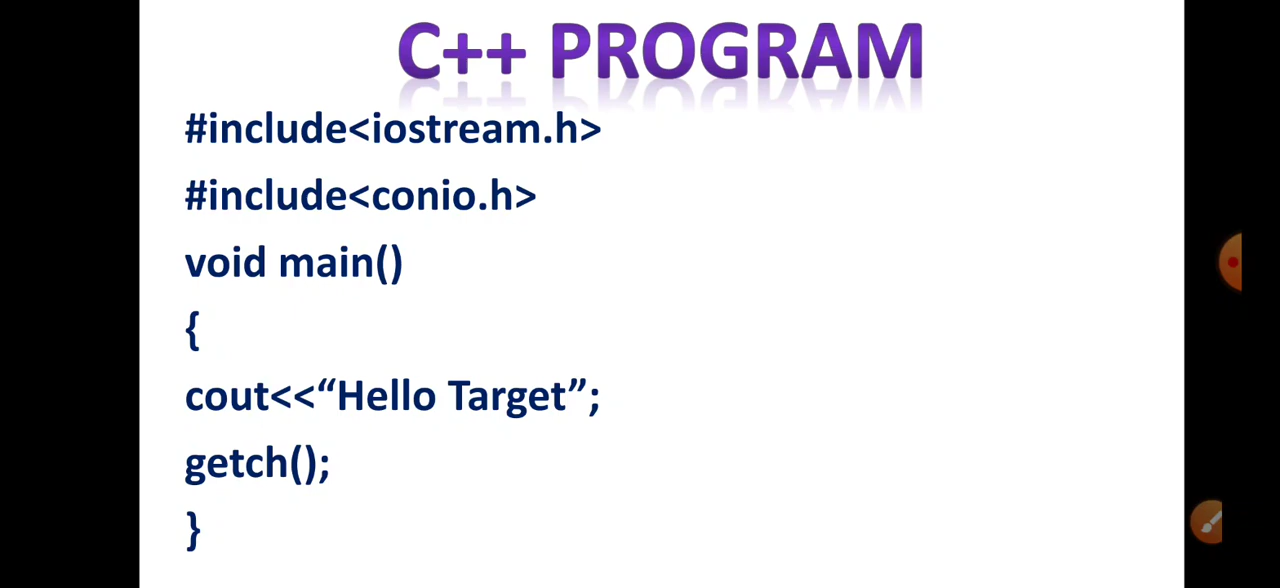 C++ PROGRAM
#include<iostream.h>
#include<conio.h>
void main()
{
cout<<“Hello Target”;
getch();
}